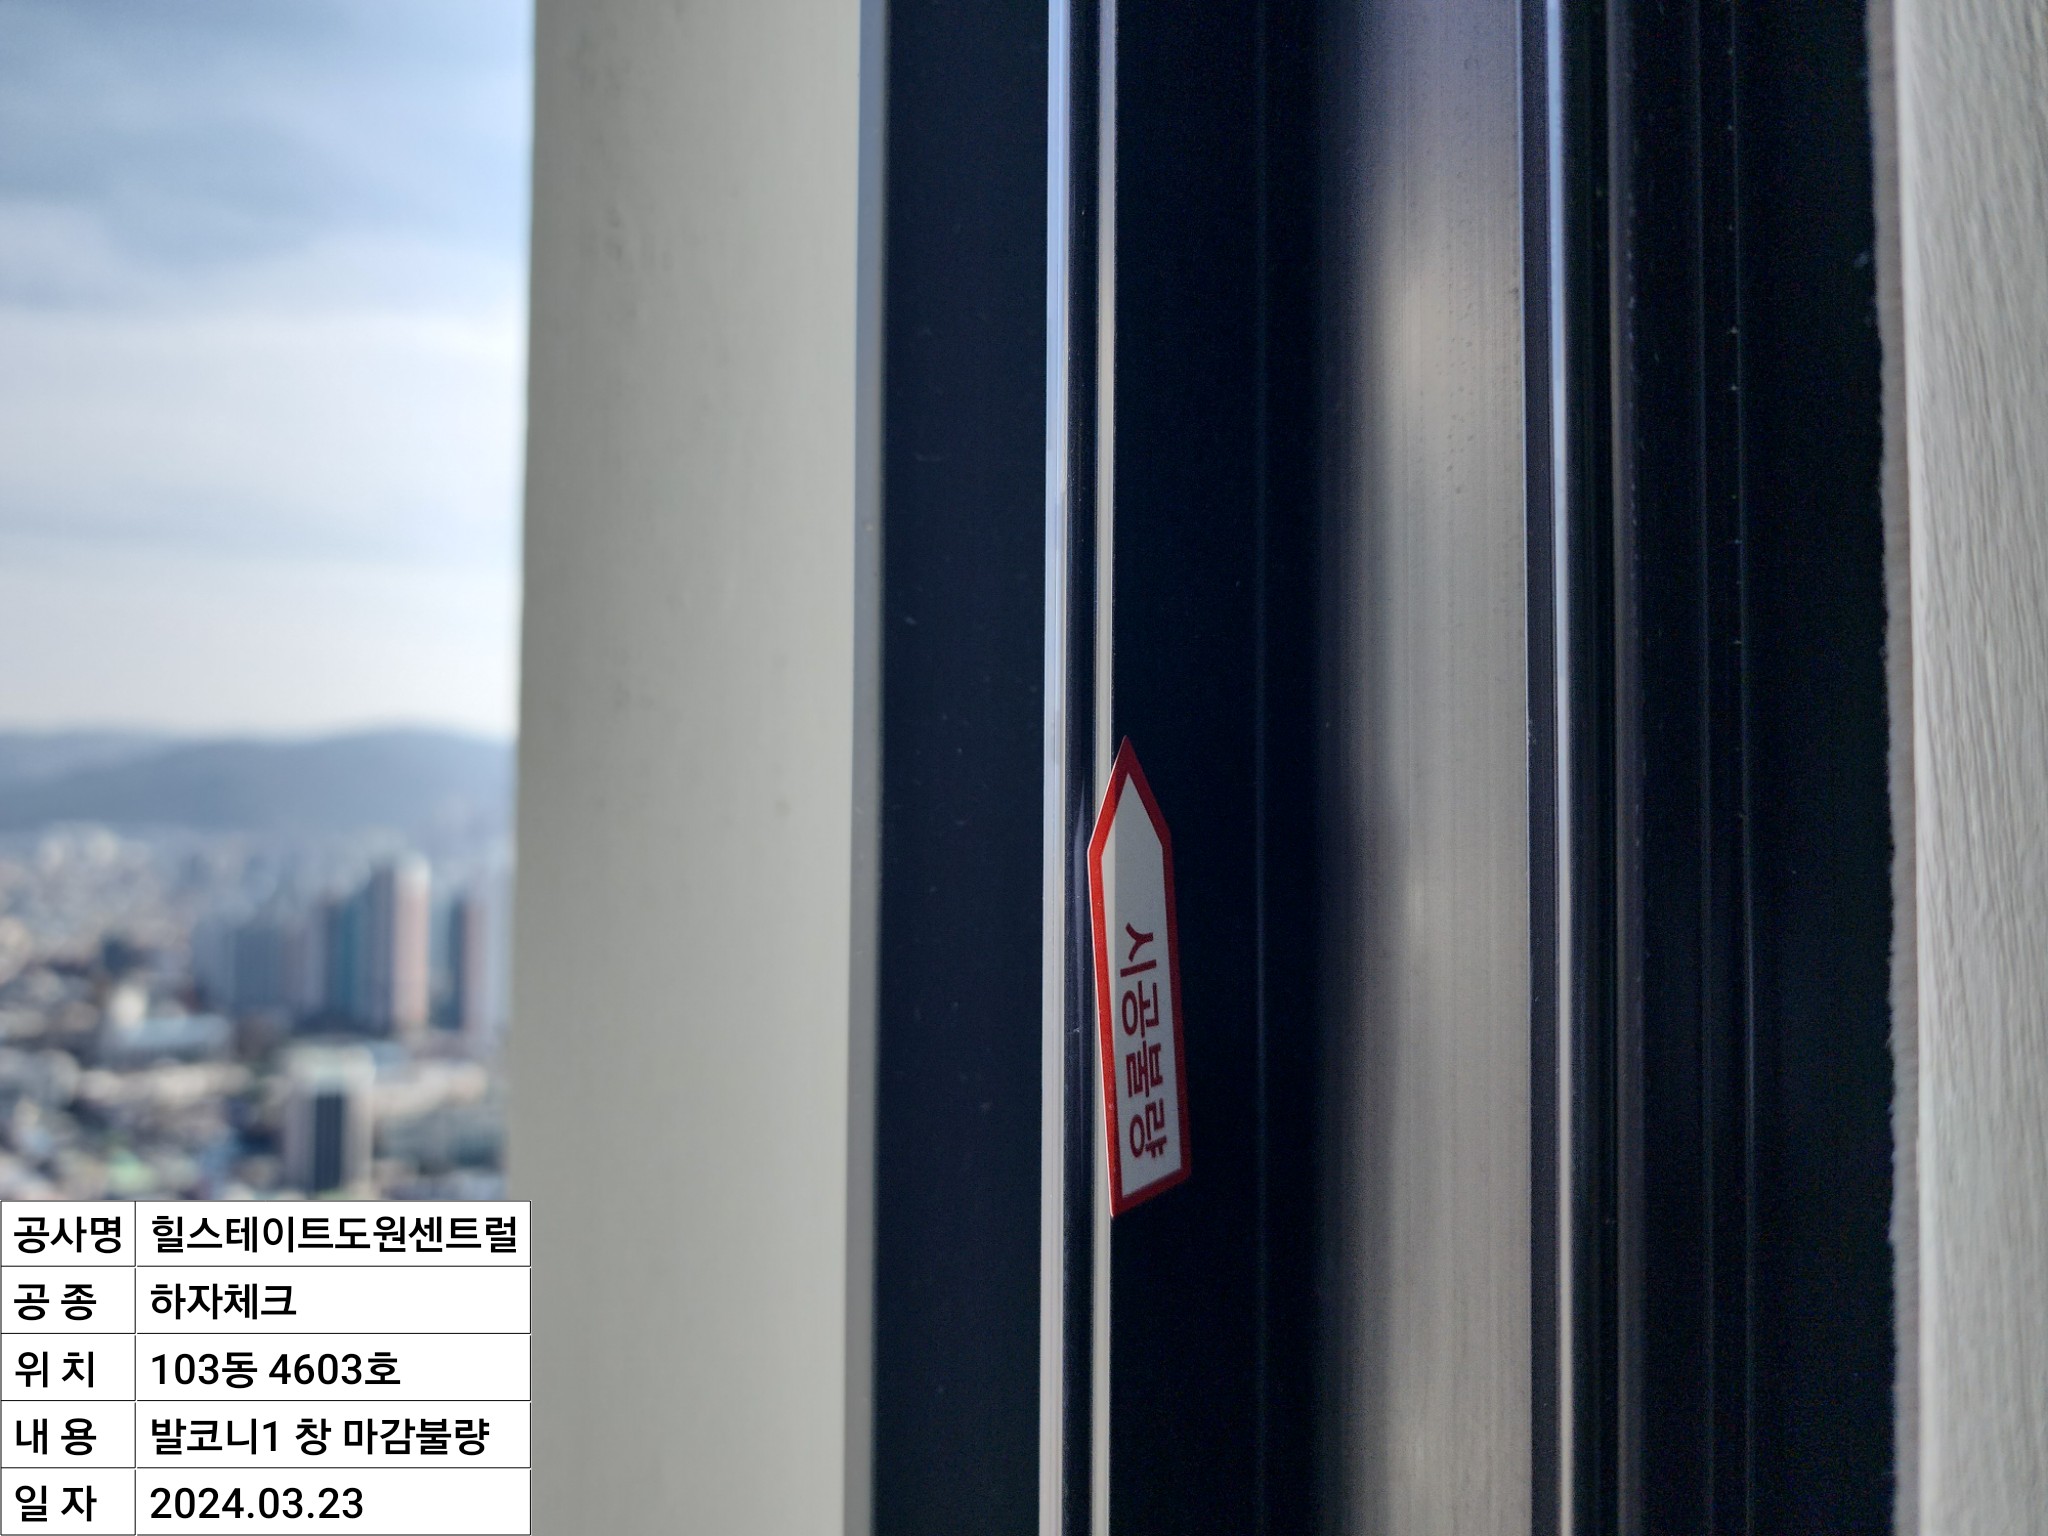 시공불량
공사명 힐스테이트도원센트럴
공 종 하자체크
위 치 103동 4603호
내 용 발코니1 창 마감불량
일 자 2024.03.23